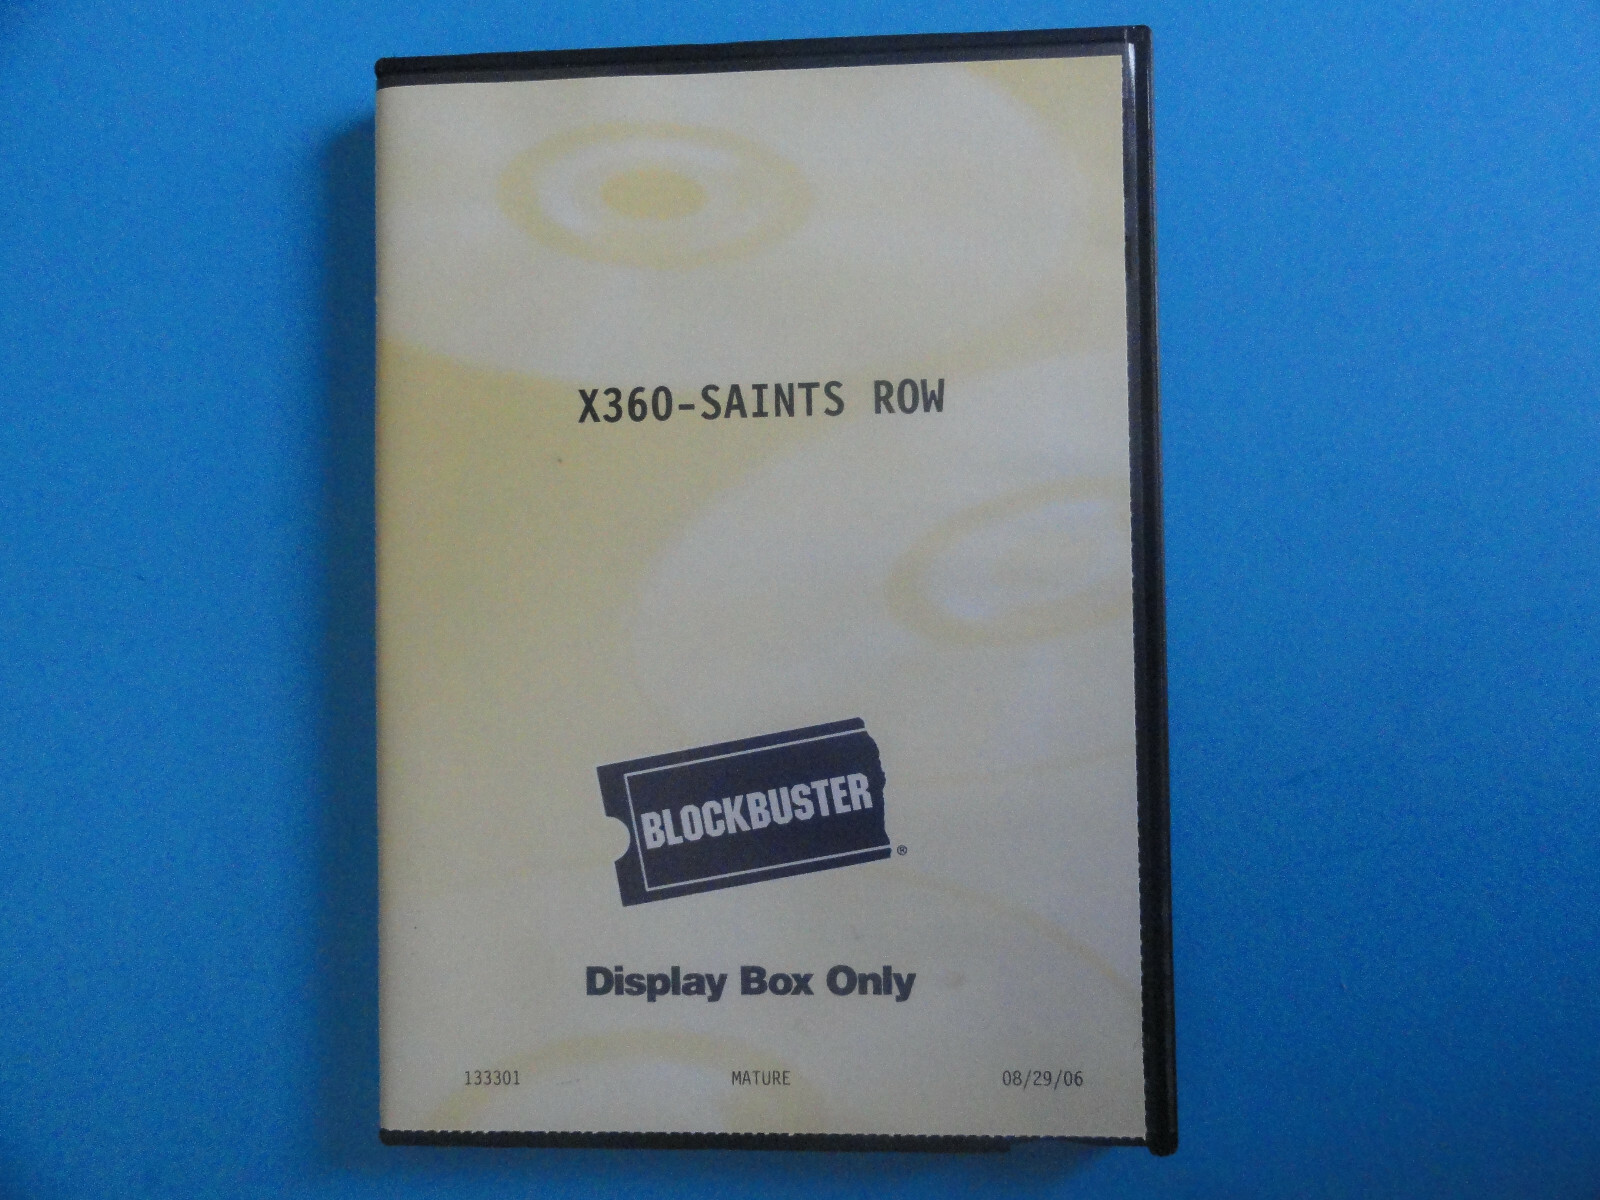 X360-SAINTS ROW
BLOCKBUSTER
®
Display Box Only
133301 MATURE 08/29/06